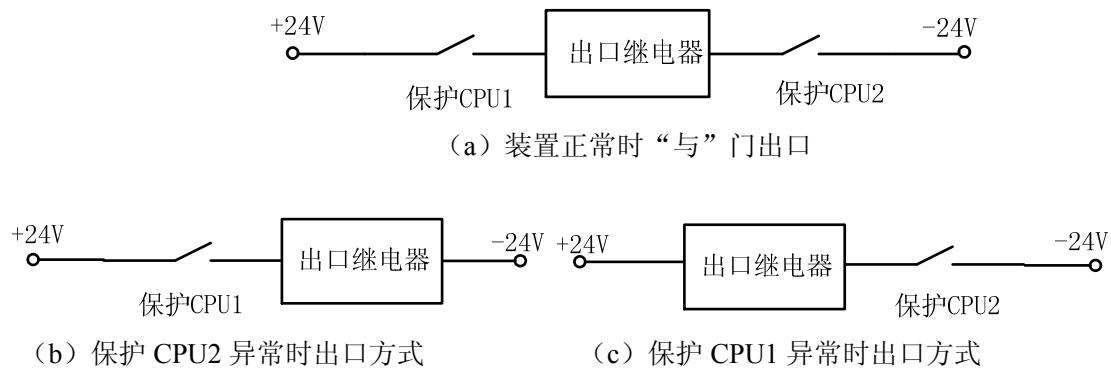 +24V
-24V
出口继电器
保护CPU1
保护CPU2
（a）装置正常时“与”门出口
+24V
出口继电器
-24V
保护CPU1
（b）保护 CPU2 异常时出口方式
+24V
出口继电器
-24V
保护CPU2
（c）保护 CPU1 异常时出口方式